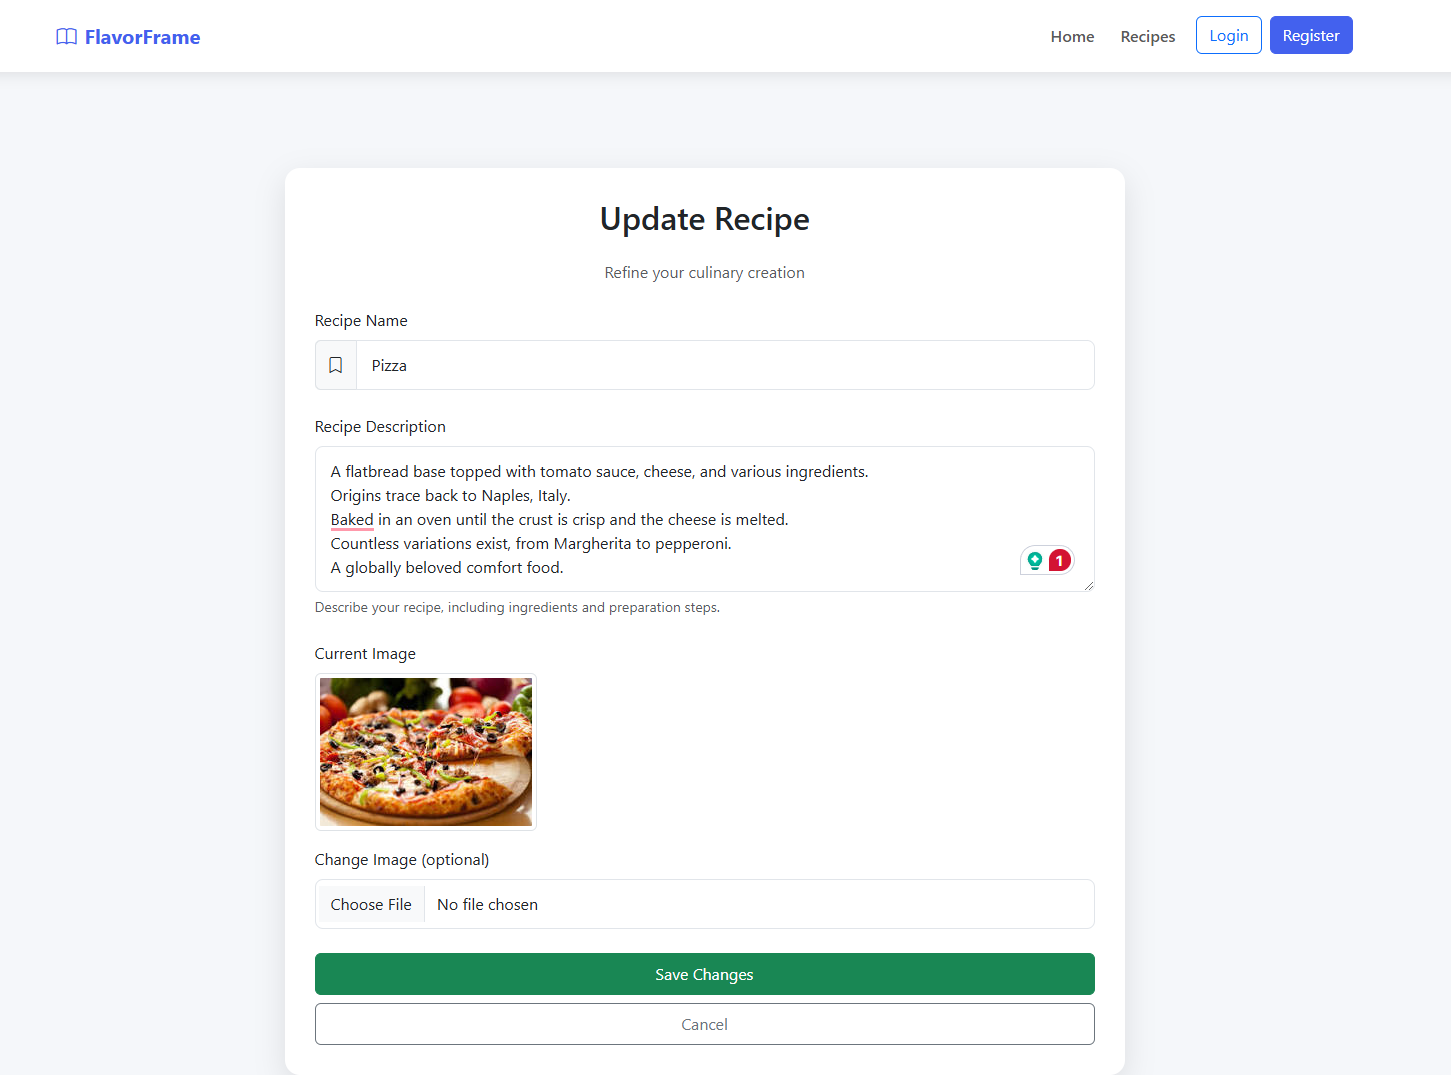 FlavorFrame
Home
Recipes
Login
Register
Update Recipe
Refine your culinary creation
Recipe Name
Pizza
Recipe Description
A flatbread base topped with tomato sauce, cheese, and various ingredients.
Origins trace back to Naples, Italy.
Baked in an oven until the crust is crisp and the cheese is melted.
Countless variations exist, from Margherita to pepperoni.
1
A globally beloved comfort food.
Describe your recipe, including ingredients and preparation steps.
Current Image
Change Image (optional)
Choose File
No file chosen
Save Changes
Cancel